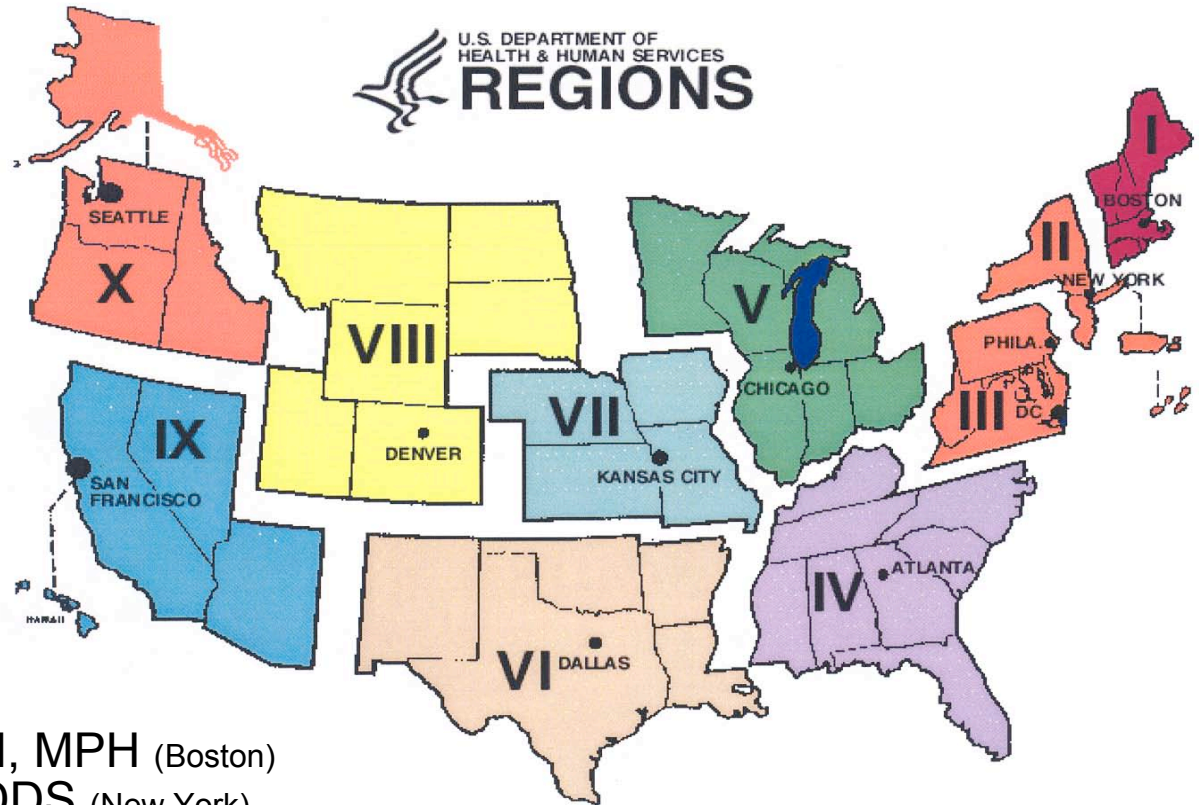 U.S. DEPARTMENT OF
HEALTH & HUMAN SERVICES
REGIONS
I
BOSTON
SEATTLE
II
NEW YORK
X
V
VIII
PHILA.
CHICAGO
III DC
VII
IX
DENVER
KANSAS CITY
SAN
FRANCISCO
ATLANTA
IV
HAWAII
VI DALLAS
, MPH (Boston)
DDS (New York)